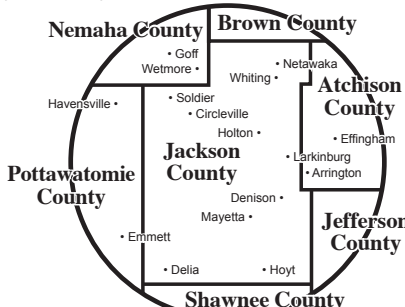 Brown County
Nemaha County
Goff
Wetmore
Netawaka
Whiting
Atchison
County
Havensville
Soldier
Circleville
Holton
Effingham
Jackson
County
Larkinburg
Arrington
Pottawatomie
County
Denison
Mayetta
Jefferson
County
Emmett
Delia
Hoyt
Shawnee County